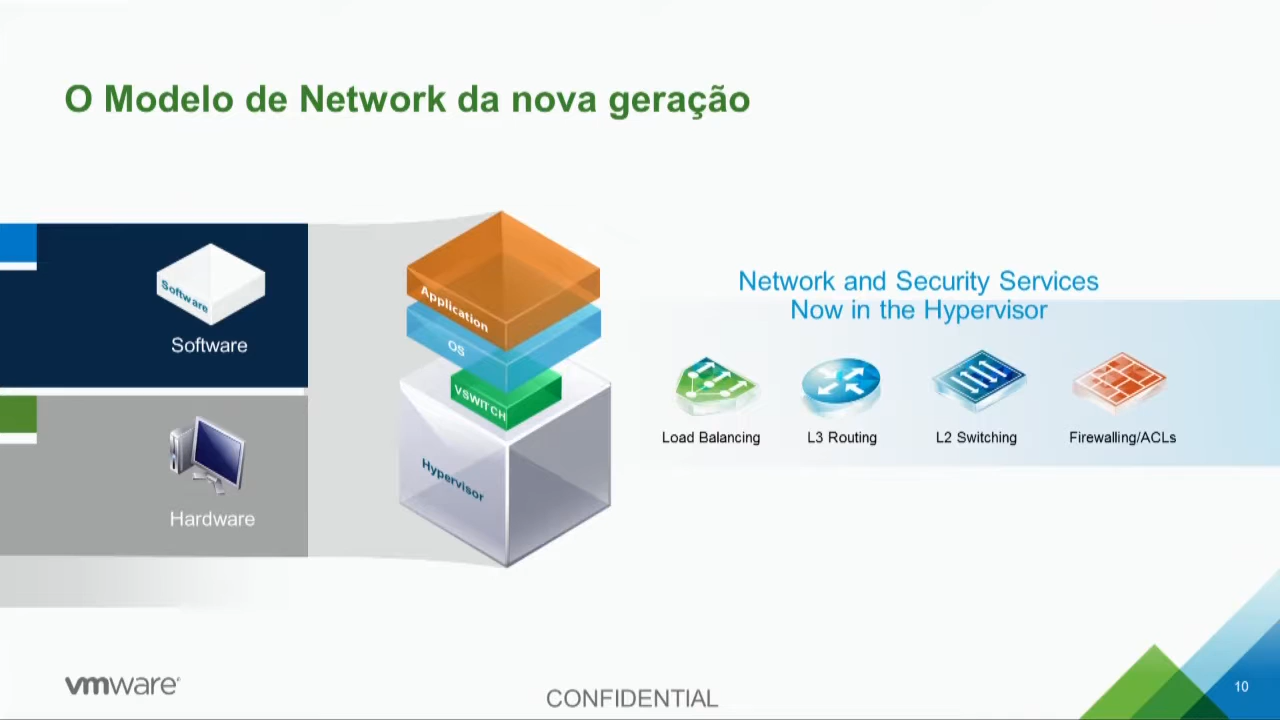 O Modelo de Network da nova geração
Software
Software
Hardware
Application
OS
VSWITCH
Hypervisor
Network and Security Services
Now in the Hypervisor
Load Balancing
L3 Routing
L2 Switching
Firewalling/ACLs
vmware
CONFIDENTIAL
10